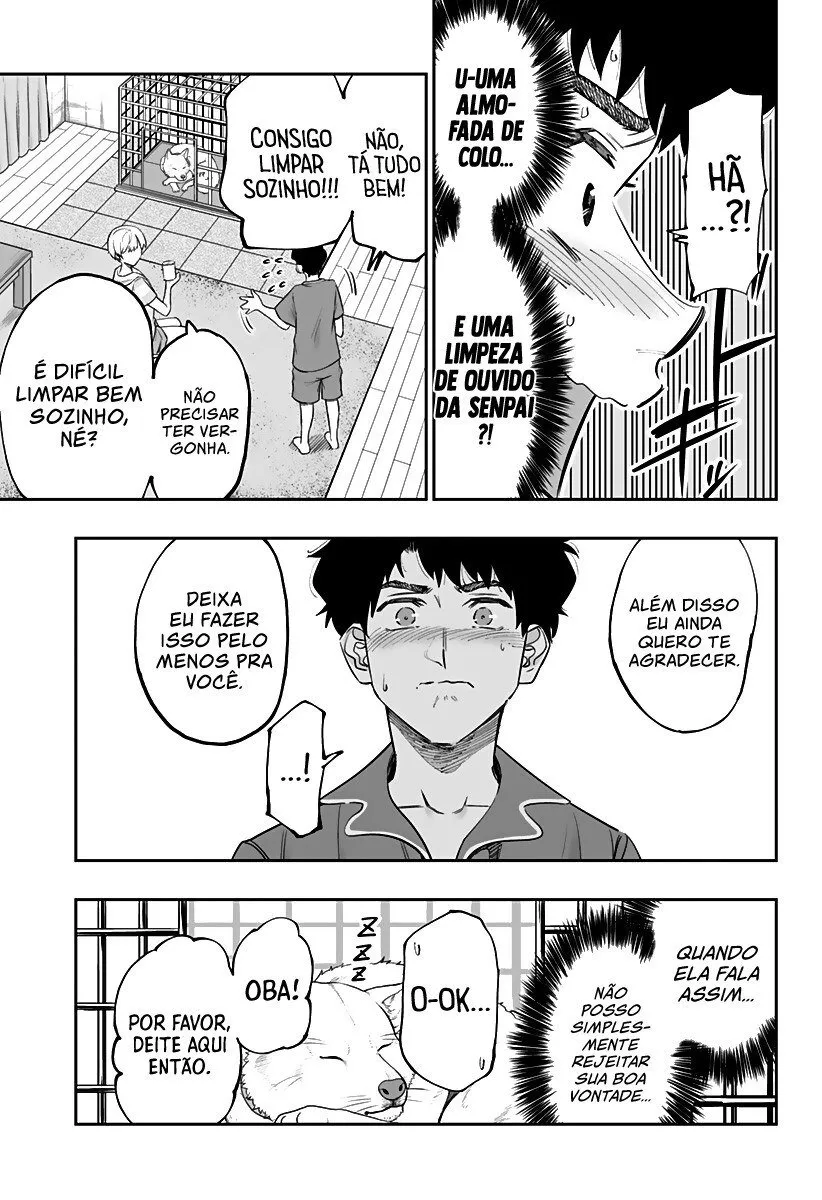 HÃ
...?!
U-UMA
ALMO-
FADA DE
COLO...
E UMA
LIMPEZA
DE OUVIDO
DA SENPAI
?!
NÃO,
TÁ TUDO
BEM!
CONSIGO
LIMPAR
SOZINHO!!!
NÃO
PRECISAR
TER VER-
GONHA.
É DIFÍCIL
LIMPAR BEM
SOZINHO,
NÉ?
ALÉM DISSO
EU AINDA
QUERO TE
AGRADECER.
DEIXA
EU FAZER
ISSO PELO
MENOS PRA
VOCÊ.
...!
QUANDO
ELA FALA
ASSIM...
NÃO
POSSO
SIMPLES-
MENTE
REJEITAR
SUA BOA
VONTADE...
O-OK...
Z
Z
Z
OBA!
POR FAVOR,
DEITE AQUI
ENTÃO.